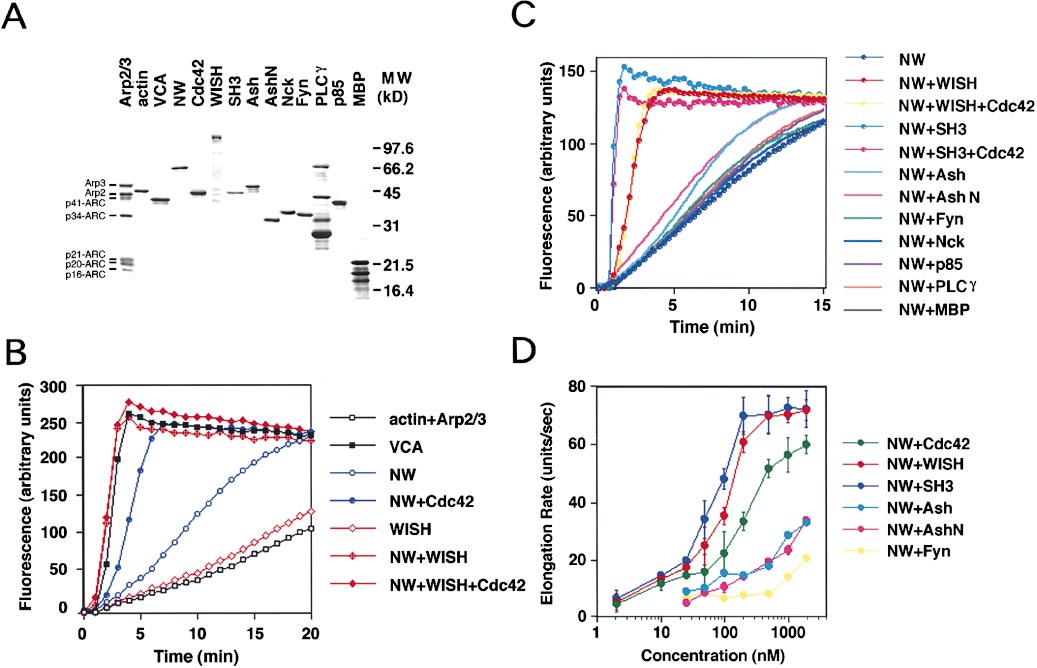 A
Arp2/3
actin
VCA
NW
Cdc42
WISH
SH3
Ash
AshN
Nck
Fyn
PLCγ
p85
MBP
MW
(kD)
97.6
66.2
45
31
21.5
16.4
Arp3
Arp2
p41-ARC
p34-ARC
p21-ARC
p20-ARC
p16-ARC
B
Fluorescence (arbitrary units)
300
250
200
150
100
50
0
0 5 10 15 20
Time (min)
actin+Arp2/3
VCA
NW
NW+Cdc42
WISH
NW+WISH
NW+WISH+Cdc42
C
Fluorescence (arbitrary units)
150
100
50
0
0 5 10 15
Time (min)
NW
NW+WISH
NW+WISH+Cdc42
NW+SH3
NW+SH3+Cdc42
NW+Ash
NW+Ash N
NW+Fyn
NW+Nck
NW+p85
NW+PLCγ
NW+MBP
D
Elongation Rate (units/sec)
80
60
40
20
0
1 10 100 1000
Concentration (nM)
NW+Cdc42
NW+WISH
NW+SH3
NW+Ash
NW+AshN
NW+Fyn